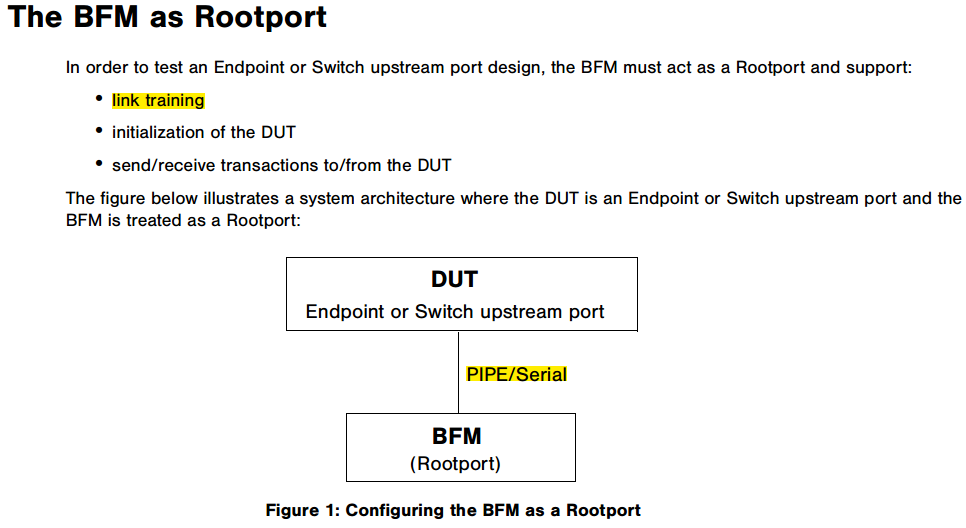 The BFM as Rootport
In order to test an Endpoint or Switch upstream port design, the BFM must act as a Rootport and support:
• link training
• initialization of the DUT
• send/receive transactions to/from the DUT
The figure below illustrates a system architecture where the DUT is an Endpoint or Switch upstream port and the
BFM is treated as a Rootport:
DUT
Endpoint or Switch upstream port
PIPE/Serial
BFM
(Rootport)
Figure 1: Configuring the BFM as a Rootport